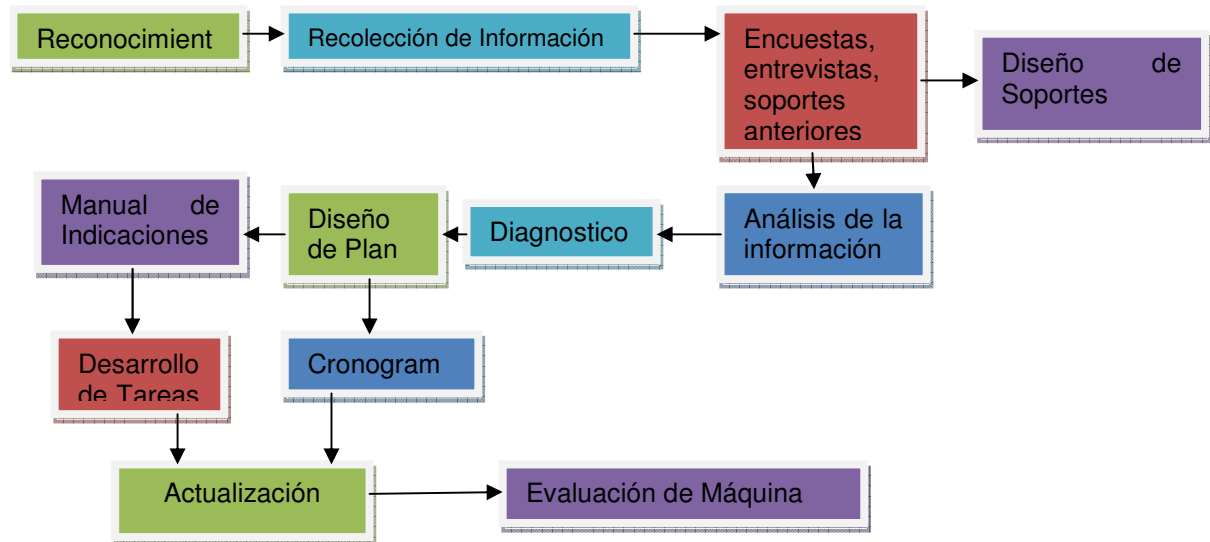 Reconocimient
Recolección de Información
Encuestas,
entrevistas,
soportes
anteriores
Diseño de
Soportes
Manual de
Indicaciones
Diseño
de Plan
Diagnostico
Análisis de la
información
Desarrollo
de Tareas
Cronogram
Actualización
Evaluación de Máquina